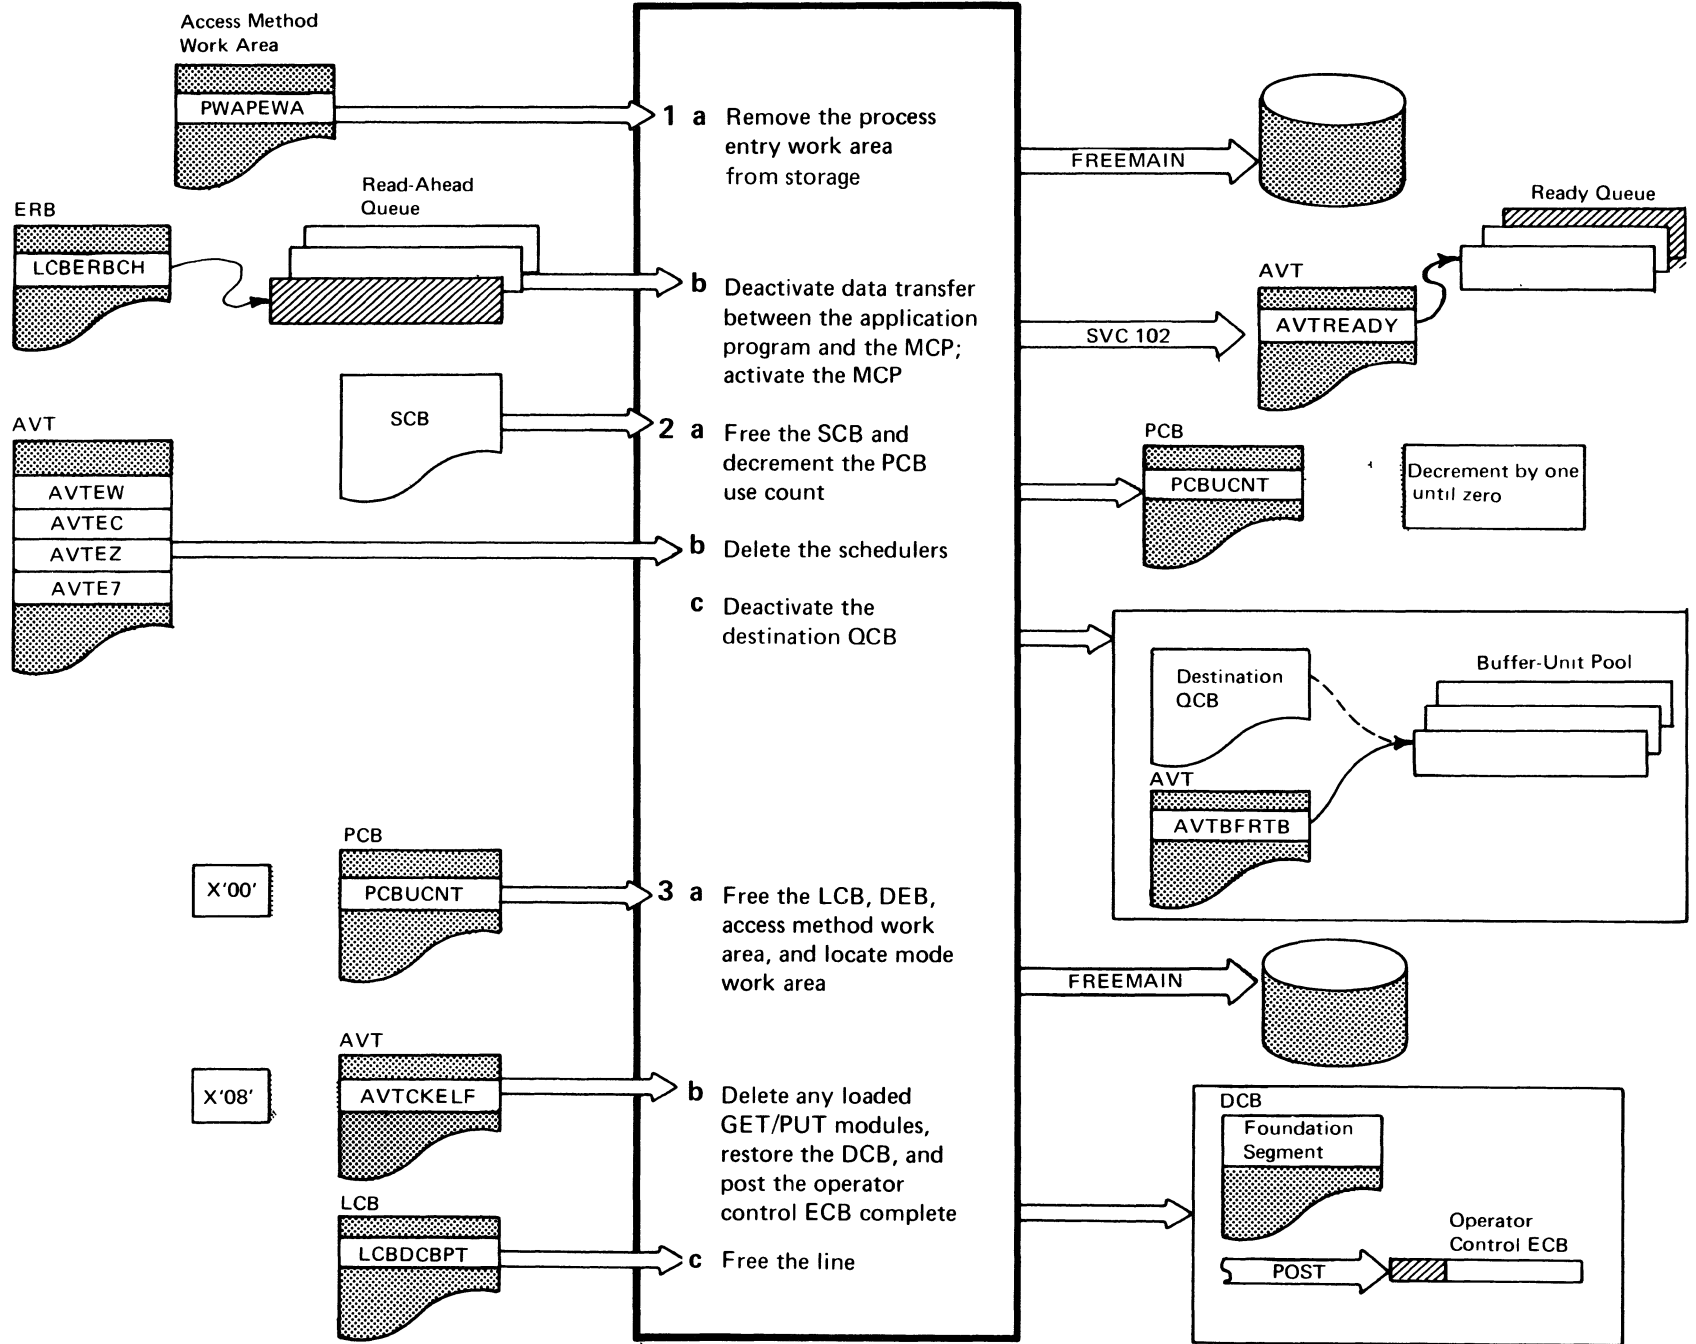 Access Method
Work Area
PWAPEWA
ERB
LCBERBCH
Read-Ahead
Queue
SCB
AVT
AVTEW
AVTEC
AVTEZ
AVTE7
X'00'
PCB
PCBUCNT
X'08'
AVT
AVTCKELF
LCB
LCBDCBPT
1 a Remove the process
entry work area
from storage
b Deactivate data transfer
between the application
program and the MCP;
activate the MCP
2 a Free the SCB and
decrement the PCB
use count
b Delete the schedulers
c Deactivate the
destination QCB
3 a Free the LCB, DEB,
access method work
area, and locate mode
work area
b Delete any loaded
GET/PUT modules,
restore the DCB, and
post the operator
control ECB complete
c Free the line
FREEMAIN
SVC 102
AVT
AVTREADY
Ready Queue
PCB
PCBUCNT
Decrement by one
until zero
Destination
QCB
Buffer-Unit Pool
AVT
AVTBFRTB
FREEMAIN
DCB
Foundation
Segment
POST
Operator
Control ECB